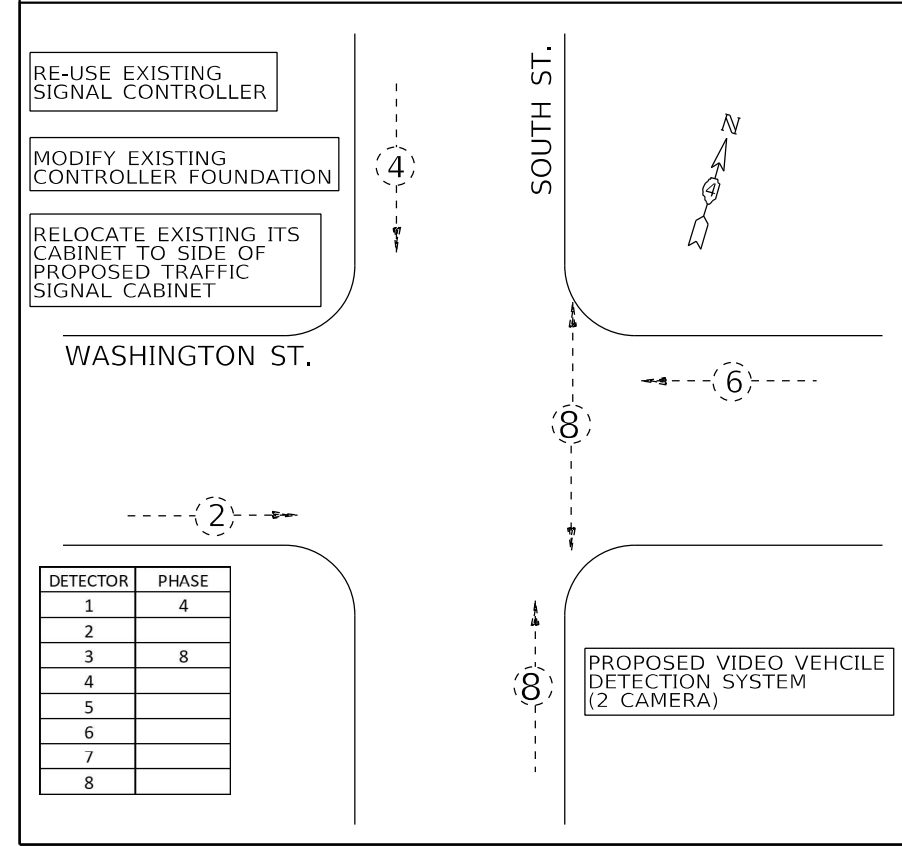 RE-USE EXISTING
SIGNAL CONTROLLER
MODIFY EXISTING
CONTROLLER FOUNDATION
RELOCATE EXISTING ITS
CABINET TO SIDE OF
PROPOSED TRAFFIC
SIGNAL CABINET
4
SOUTH ST.
N
4
WASHINGTON ST.
6
8
2
DETECTOR PHASE
1 4
2
3 8
4
5
6
7
8
8
PROPOSED VIDEO VEHCILE
DETECTION SYSTEM
(2 CAMERA)